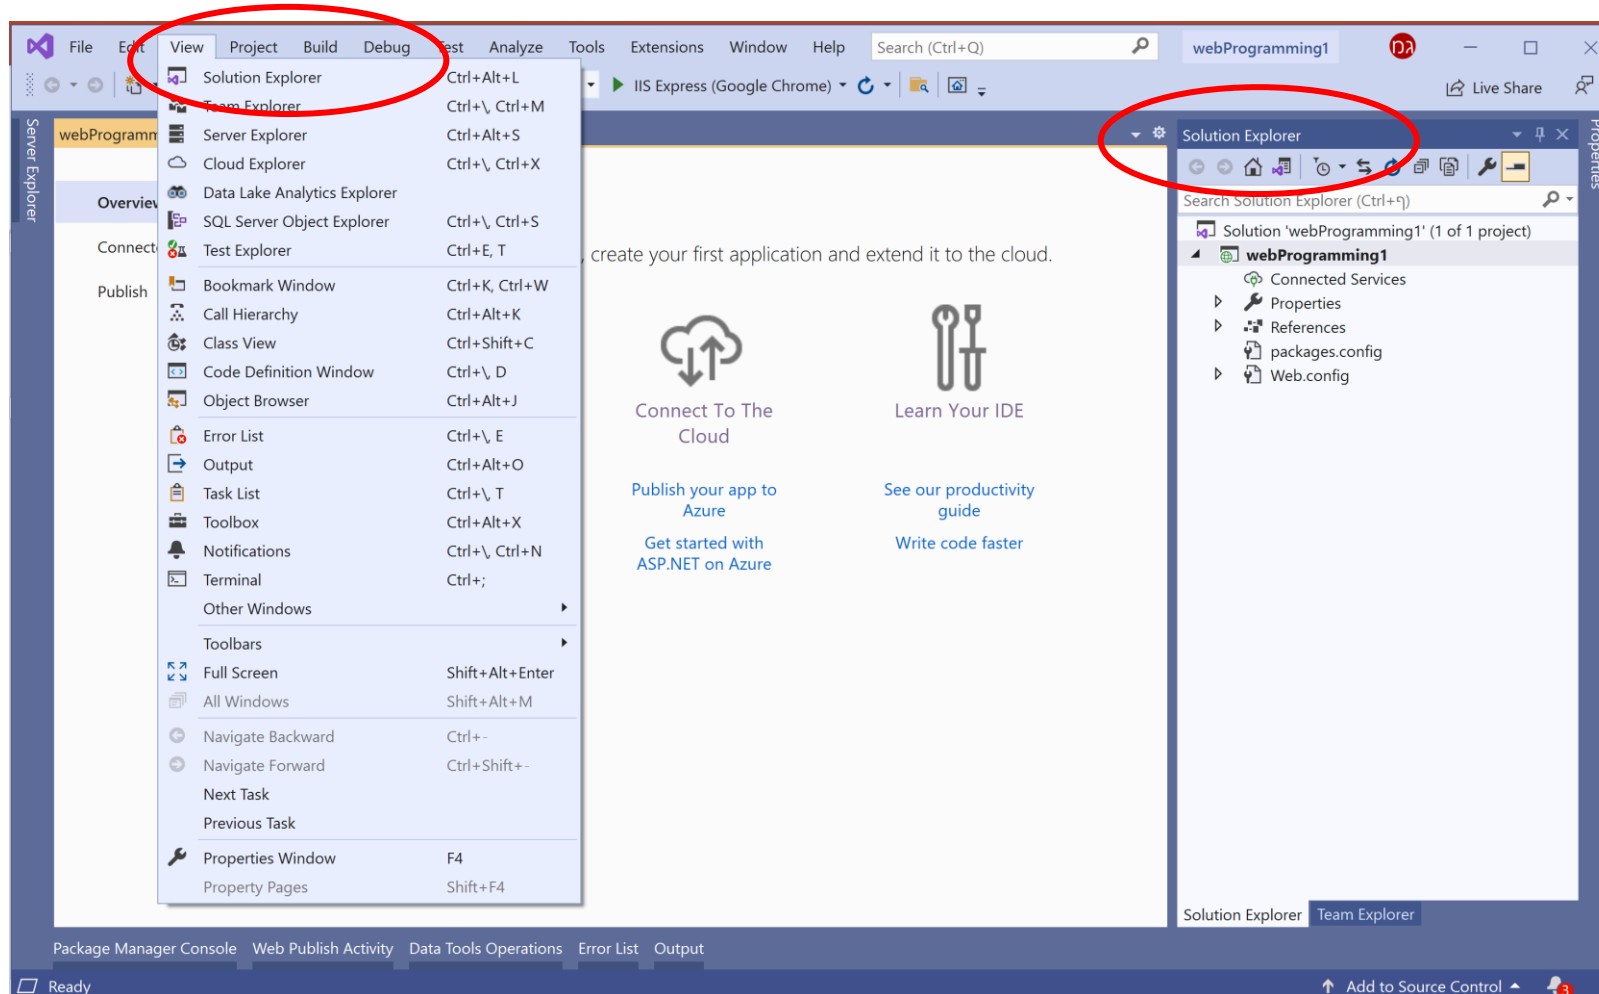 File Edit View Project Build Debug Test Analyze Tools Extensions Window Help Search (Ctrl+Q) webProgramming1 גמ
IIS Express (Google Chrome) Live Share
Server Explorer
webProgramm
Overview
Connect
Publish
Solution Explorer Ctrl+Alt+L
Team Explorer Ctrl+\, Ctrl+M
Server Explorer Ctrl+Alt+S
Cloud Explorer Ctrl+\, Ctrl+X
Data Lake Analytics Explorer
SQL Server Object Explorer Ctrl+\, Ctrl+S
Test Explorer Ctrl+E, T
Bookmark Window Ctrl+K, Ctrl+W
Call Hierarchy Ctrl+Alt+K
Class View Ctrl+Shift+C
Code Definition Window Ctrl+\, D
Object Browser Ctrl+Alt+J
Error List Ctrl+\, E
Output Ctrl+Alt+O
Task List Ctrl+\, T
Toolbox Ctrl+Alt+X
Notifications Ctrl+\, Ctrl+N
Terminal Ctrl+;
Other Windows
Toolbars
Full Screen Shift+Alt+Enter
All Windows Shift+Alt+M
Navigate Backward Ctrl+-
Navigate Forward Ctrl+Shift+-
Next Task
Previous Task
Properties Window F4
Property Pages Shift+F4
, create your first application and extend it to the cloud.
Connect To The
Cloud
Publish your app to
Azure
Get started with
ASP.NET on Azure
Learn Your IDE
See our productivity
guide
Write code faster
Solution Explorer
Search Solution Explorer (Ctrl+ף)
Solution 'webProgramming1' (1 of 1 project)
webProgramming1
Connected Services
Properties
References
packages.config
Web.config
Solution Explorer Team Explorer
Properties
Package Manager Console Web Publish Activity Data Tools Operations Error List Output
Ready Add to Source Control 3